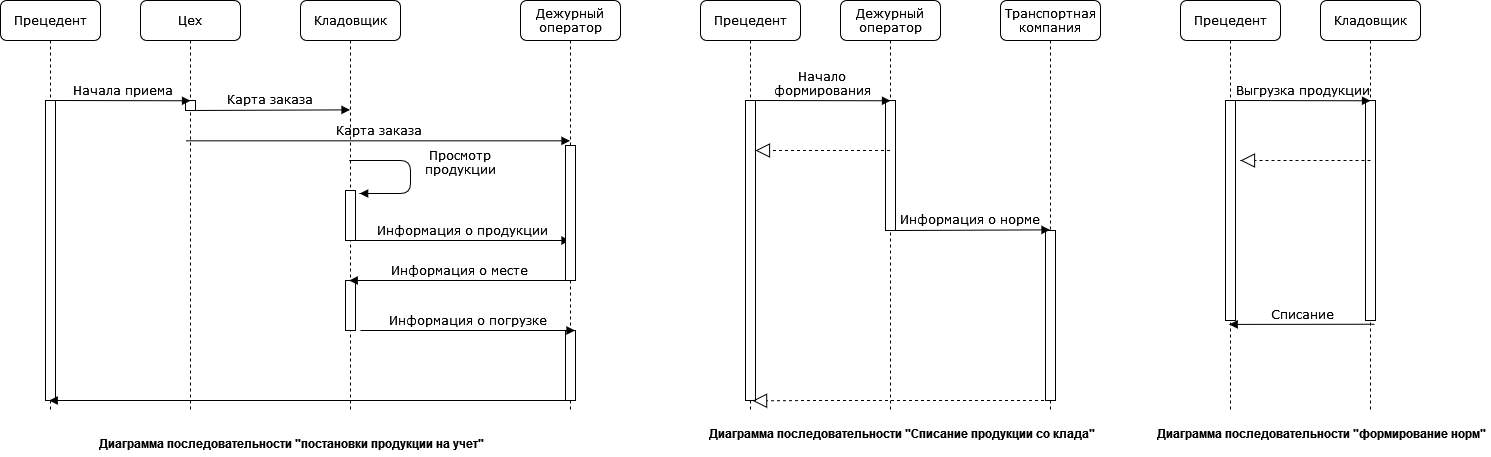 Прецедент
Цех
Кладовщик
Дежурный
оператор
Начала приема
Карта заказа
Карта заказа
Просмотр
продукции
Информация о продукции
Информация о месте
Информация о погрузке
Диаграмма последовательности "постановки продукции на учет"
Прецедент
Дежурный
оператор
Транспортная
компания
Начало
формирования
Информация о норме
Диаграмма последовательности "Списание продукции со клада"
Прецедент
Кладовщик
Выгрузка продукции
Списание
Диаграмма последовательности "формирование норм"